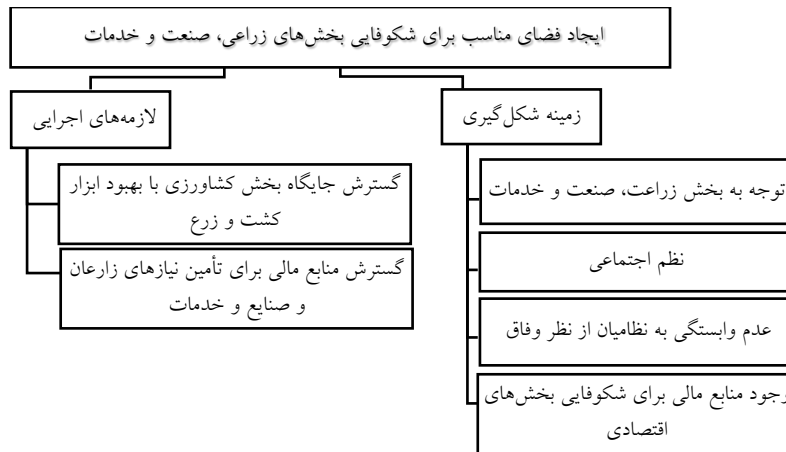 ایجاد فضای مناسب برای شکوفایی بخش‌های زراعی، صنعت و خدمات
زمینه شکل‌گیری
توجه به بخش زراعت، صنعت و خدمات
نظم اجتماعی
عدم وابستگی به نظامیان از نظر وفاق
وجود منابع مالی برای شکوفایی بخش‌های
اقتصادی
لازمه‌های اجرایی
گسترش جایگاه بخش کشاورزی با بهبود ابزار
کشت و زرع
گسترش منابع مالی برای تأمین نیازهای زارعان
و صنایع و خدمات